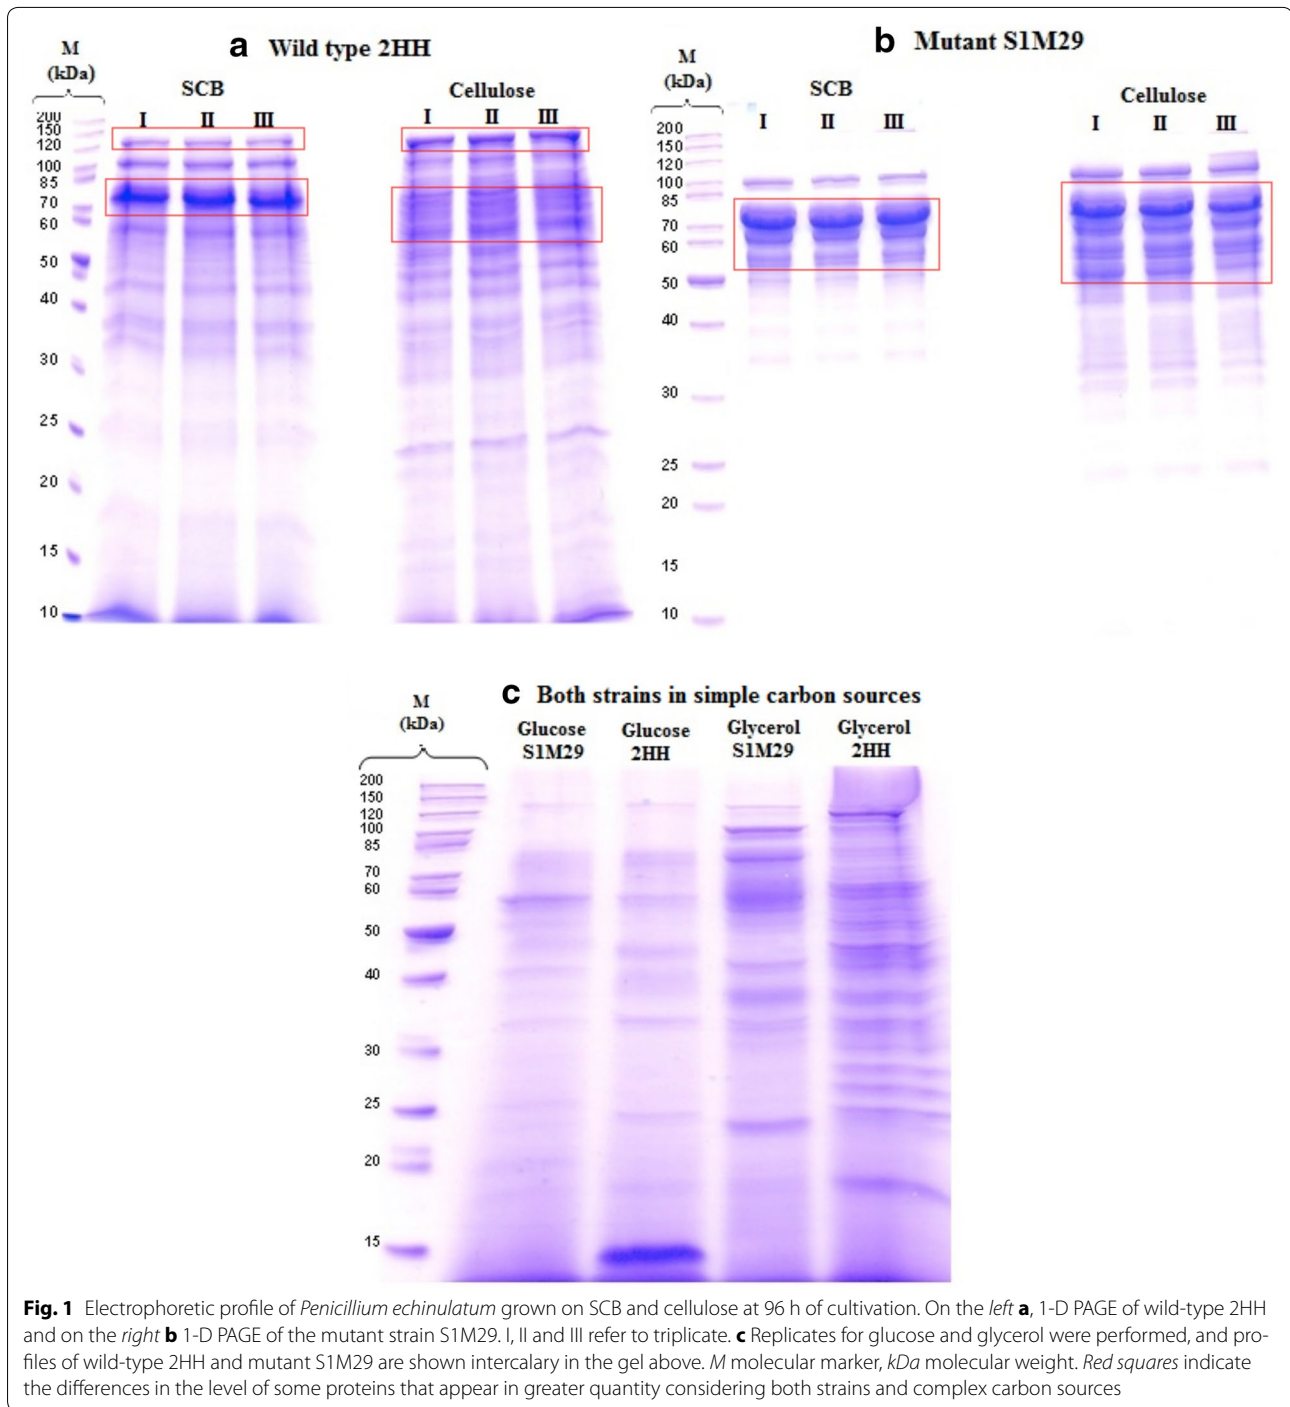 a Wild type 2HH
M
(kDa)
SCB
Cellulose
I II III
I II III
200
150
120
100
85
70
60
50
40
30
25
20
15
10
b Mutant S1M29
M
(kDa)
SCB
Cellulose
I II III
I II III
200
150
120
100
85
70
60
50
40
30
25
20
15
10
c Both strains in simple carbon sources
M
(kDa)
Glucose Glucose Glycerol Glycerol
S1M29 2HH S1M29 2HH
200
150
120
100
85
70
60
50
40
30
25
20
15
Fig. 1 Electrophoretic profile of Penicillium echinulatum grown on SCB and cellulose at 96 h of cultivation. On the left a, 1-D PAGE of wild-type 2HH
and on the right b 1-D PAGE of the mutant strain S1M29. I, II and III refer to triplicate. c Replicates for glucose and glycerol were performed, and pro-
files of wild-type 2HH and mutant S1M29 are shown intercalary in the gel above. M molecular marker, kDa molecular weight. Red squares indicate
the differences in the level of some proteins that appear in greater quantity considering both strains and complex carbon sources